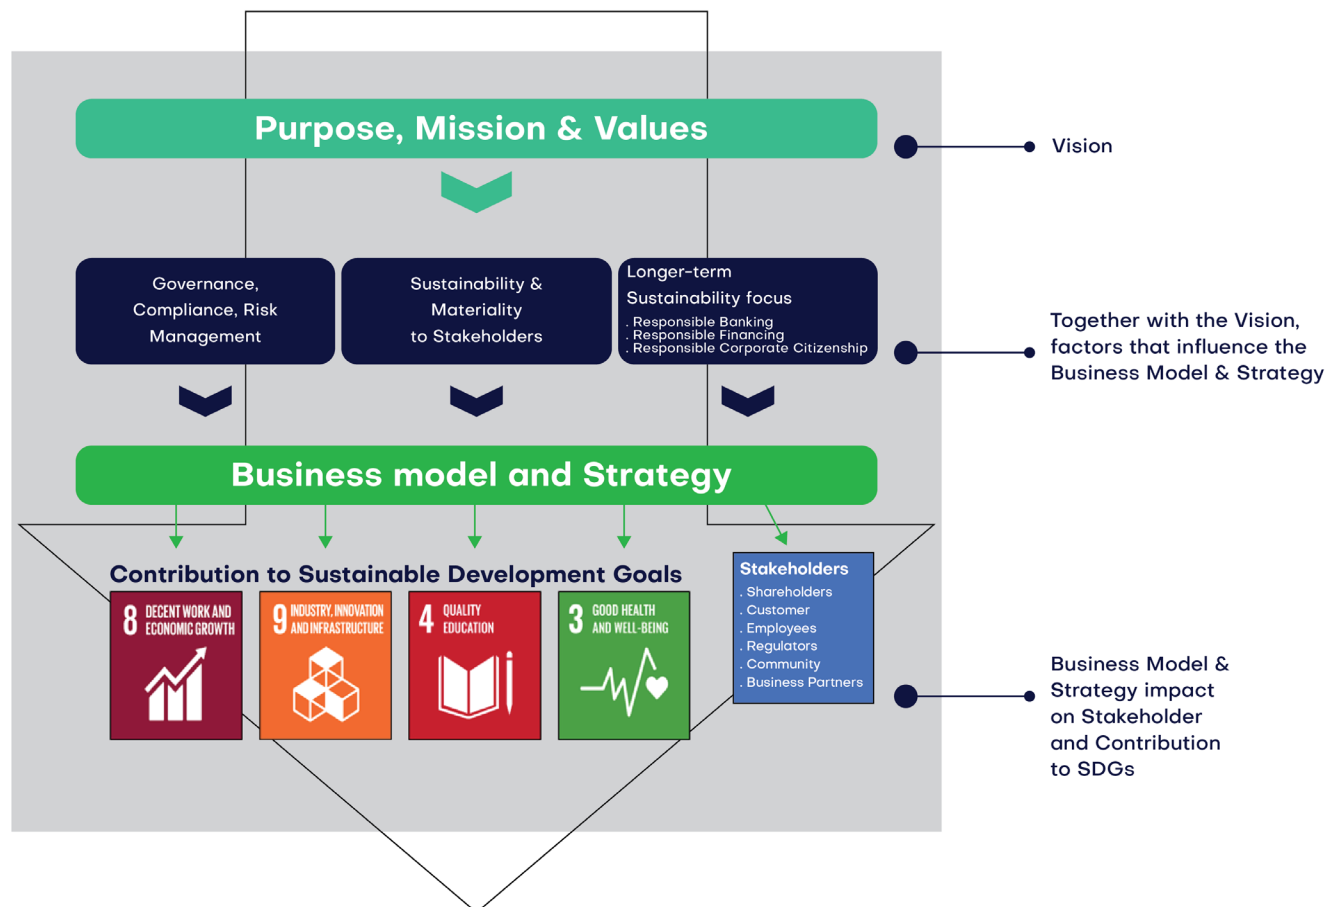 Purpose, Mission & Values
Vision
Governance,
Compliance, Risk
Management
Sustainability &
Materiality
to Stakeholders
Longer-term
Sustainability focus
. Responsible Banking
. Responsible Financing
. Responsible Corporate Citizenship
Together with the Vision,
factors that influence the
Business Model & Strategy
Business model and Strategy
Contribution to Sustainable Development Goals
8 DECENT WORK AND
ECONOMIC GROWTH
9 INDUSTRY, INNOVATION
AND INFRASTRUCTURE
4 QUALITY
EDUCATION
3 GOOD HEALTH
AND WELL-BEING
Stakeholders
. Shareholders
. Customer
. Employees
. Regulators
. Community
. Business Partners
Business Model &
Strategy impact
on Stakeholder
and Contribution
to SDGs